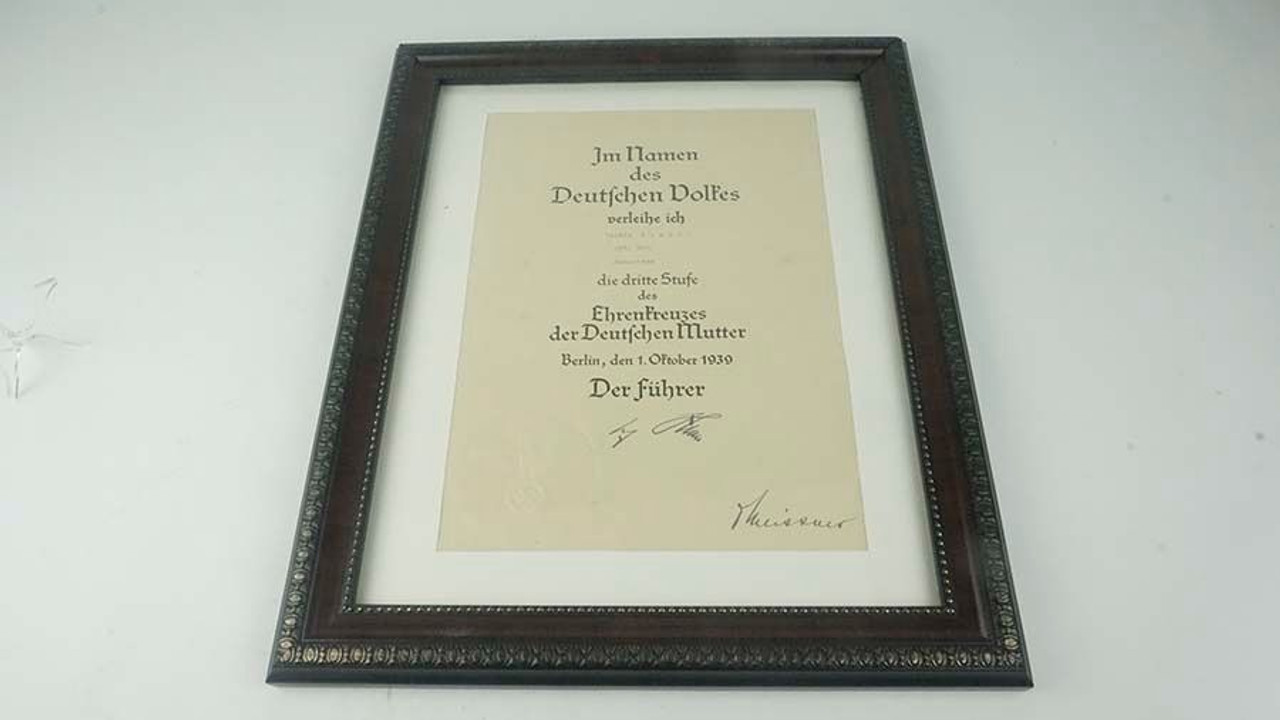 Im Namen
des
Deutschen Volkes
verleihe ich
die dritte Stufe
des
Ehrenkreuzes
der Deutschen Mutter
Berlin, den 1. Oktober 1939
Der Führer
Meissner